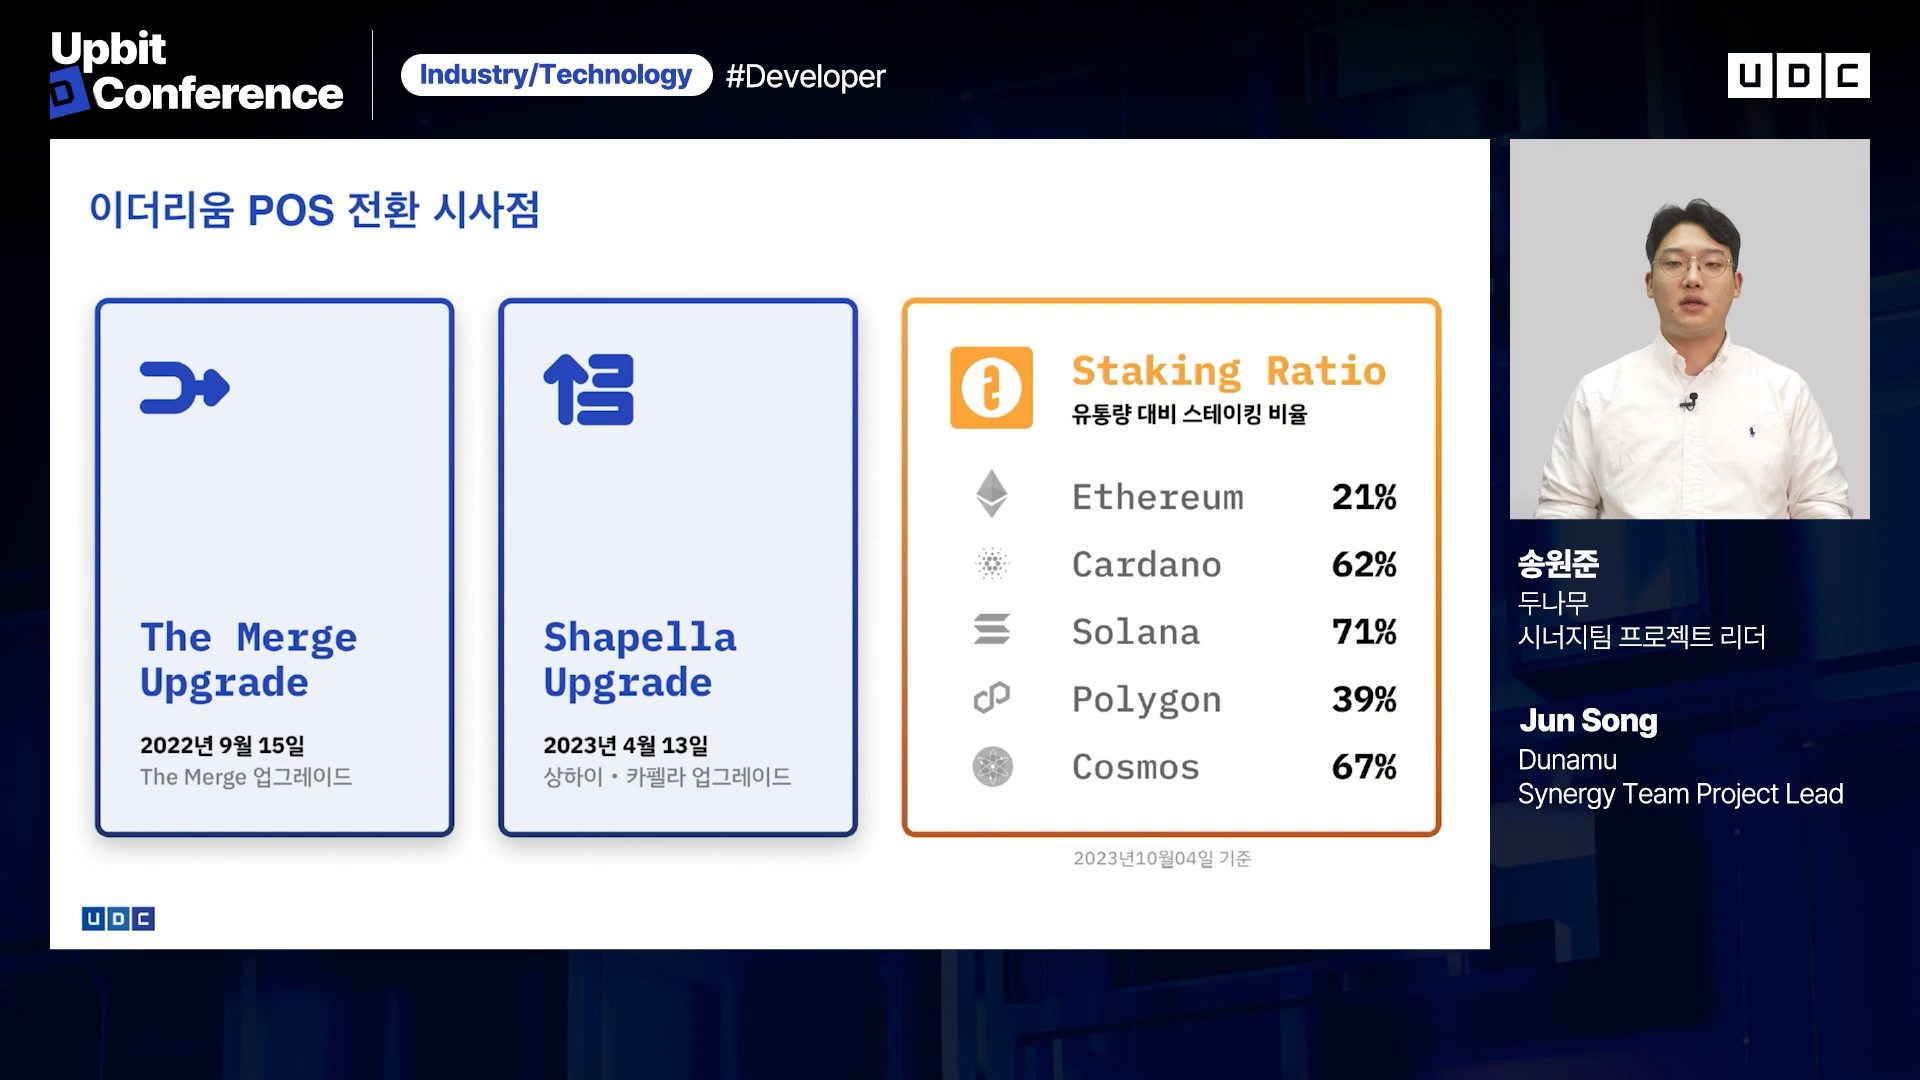 Upbit
D Conference
Industry/Technology #Developer
UDC
이더리움 POS 전환 시사점
The Merge
Upgrade
2022년 9월 15일
The Merge 업그레이드
Shapella
Upgrade
2023년 4월 13일
상하이 • 카펠라 업그레이드
Staking Ratio
유통량 대비 스테이킹 비율
Ethereum 21%
Cardano 62%
Solana 71%
Polygon 39%
Cosmos 67%
2023년10월04일 기준
UDC
송원준
두나무
시너지팀 프로젝트 리더
Jun Song
Dunamu
Synergy Team Project Lead